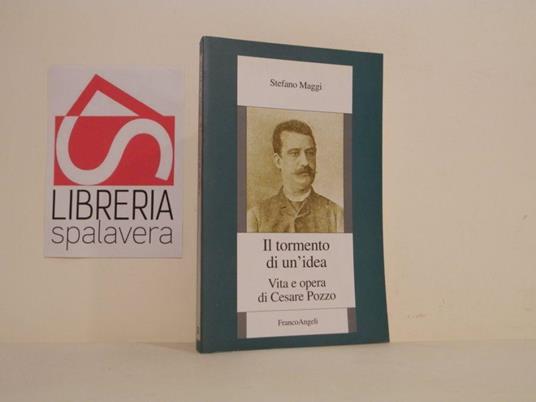 LIBRERIA
spalavera
Stefano Maggi
Il tormento
di un'idea
Vita e opera
di Cesare Pozzo
FrancoAngeli